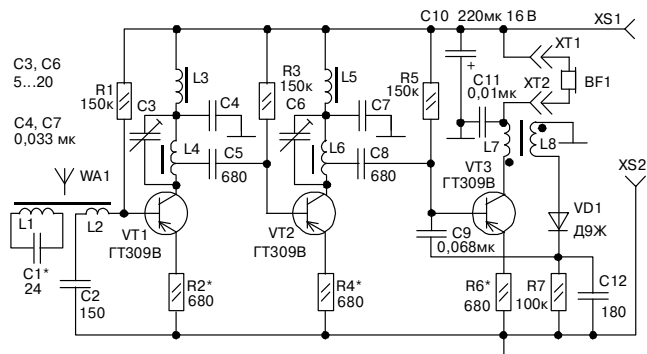 C10 220мк 16 В
XS1
XT1
C3, C6
5...20
L3
R3
150к
L5
R5
150к
C11
0,01мк
XT2
BF1
R1
150к
C3
C4
C6
C7
C4, C7
0,033 мк
L4
C5
680
L6
C8
680
L7
L8
VT3
ГТ309В
XS2
WA1
L1
L2
VT1
ГТ309В
VT2
ГТ309В
VD1
Д9Ж
C9
0,068мк
C1*
24
C2
150
R2*
680
R4*
680
R6*
680
R7
100к
C12
180
+